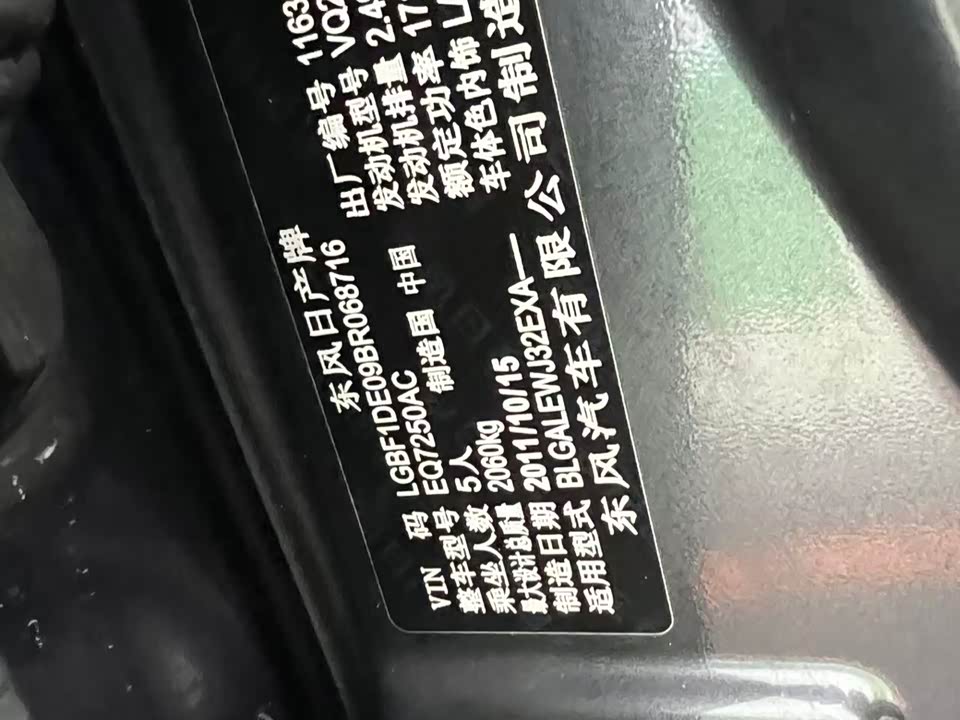 东风日产牌
VIN 码 LGBF1DE09BR068716
整车型号 EQ7250AC
乘坐人数 5人 制造国 中国
最大设计总质量 2060kg
制造日期 2011/10/15
适用型式 BLGALEWJ32EXA—
东风汽车有限公司制造
出厂编号 1163
发动机型号 VQ2
发动机排量 2.49
额定功率 17
车体色内饰 LA